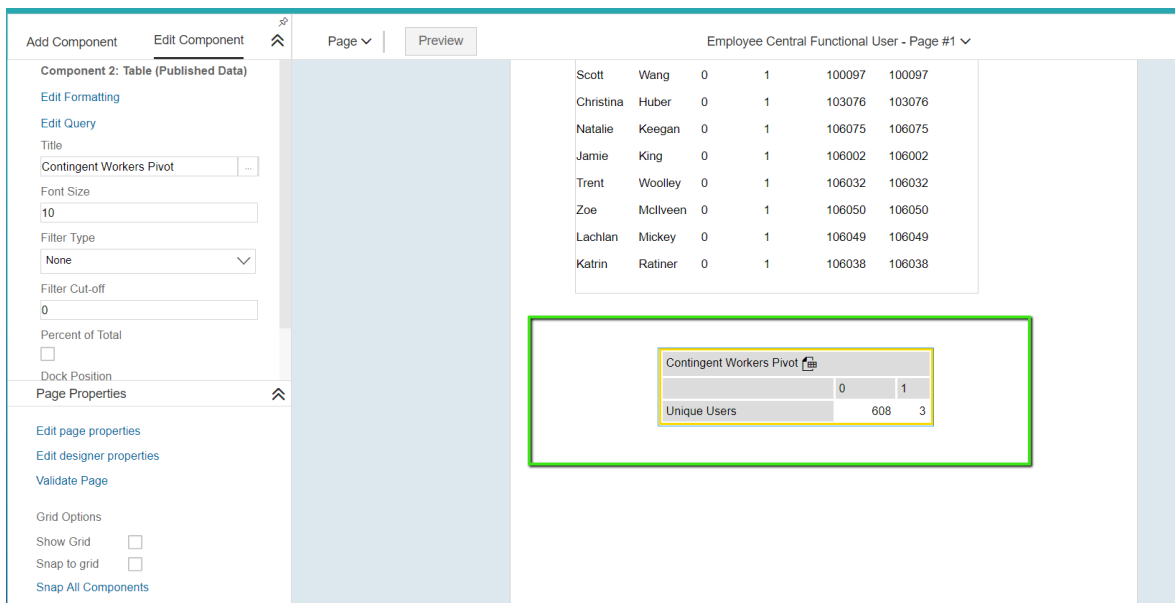 Add Component Edit Component Page Preview Employee Central Functional User - Page #1
Component 2: Table (Published Data)
Edit Formatting
Edit Query
Title
Contingent Workers Pivot ...
Font Size
10
Filter Type
None
Filter Cut-off
0
Percent of Total
Dock Position
Page Properties
Edit page properties
Edit designer properties
Validate Page
Grid Options
Show Grid
Snap to grid
Snap All Components
Scott Wang 0 1 100097 100097
Christina Huber 0 1 103076 103076
Natalie Keegan 0 1 106075 106075
Jamie King 0 1 106002 106002
Trent Woolley 0 1 106032 106032
Zoe McIlveen 0 1 106050 106050
Lachlan Mickey 0 1 106049 106049
Katrin Ratiner 0 1 106038 106038
Contingent Workers Pivot
0 1
Unique Users 608 3